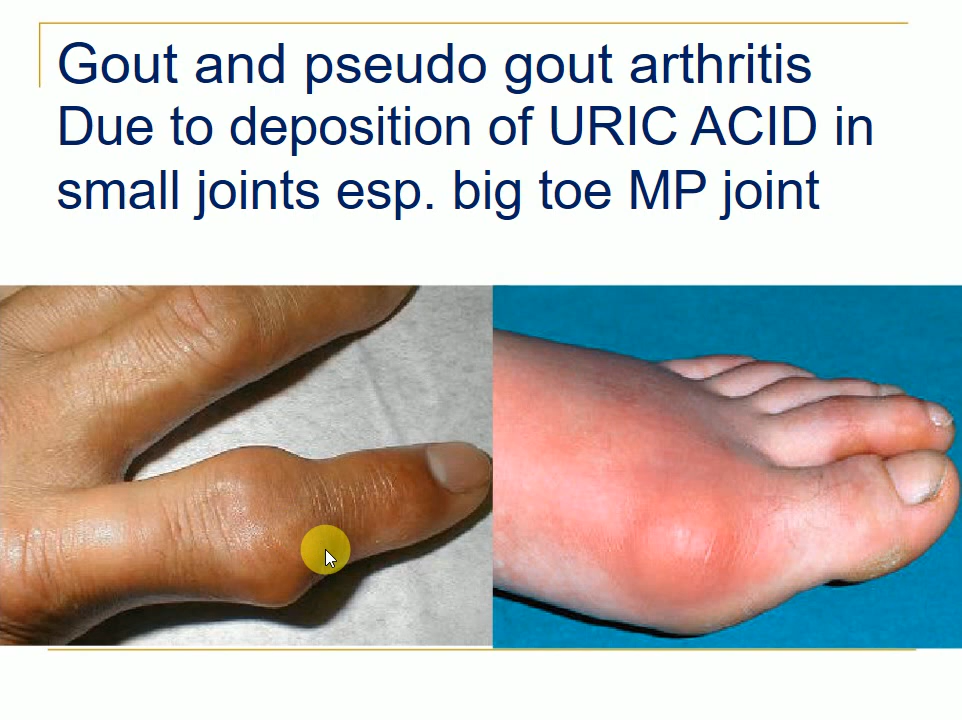 Gout and pseudo gout arthritis
Due to deposition of URIC ACID in
small joints esp. big toe MP joint